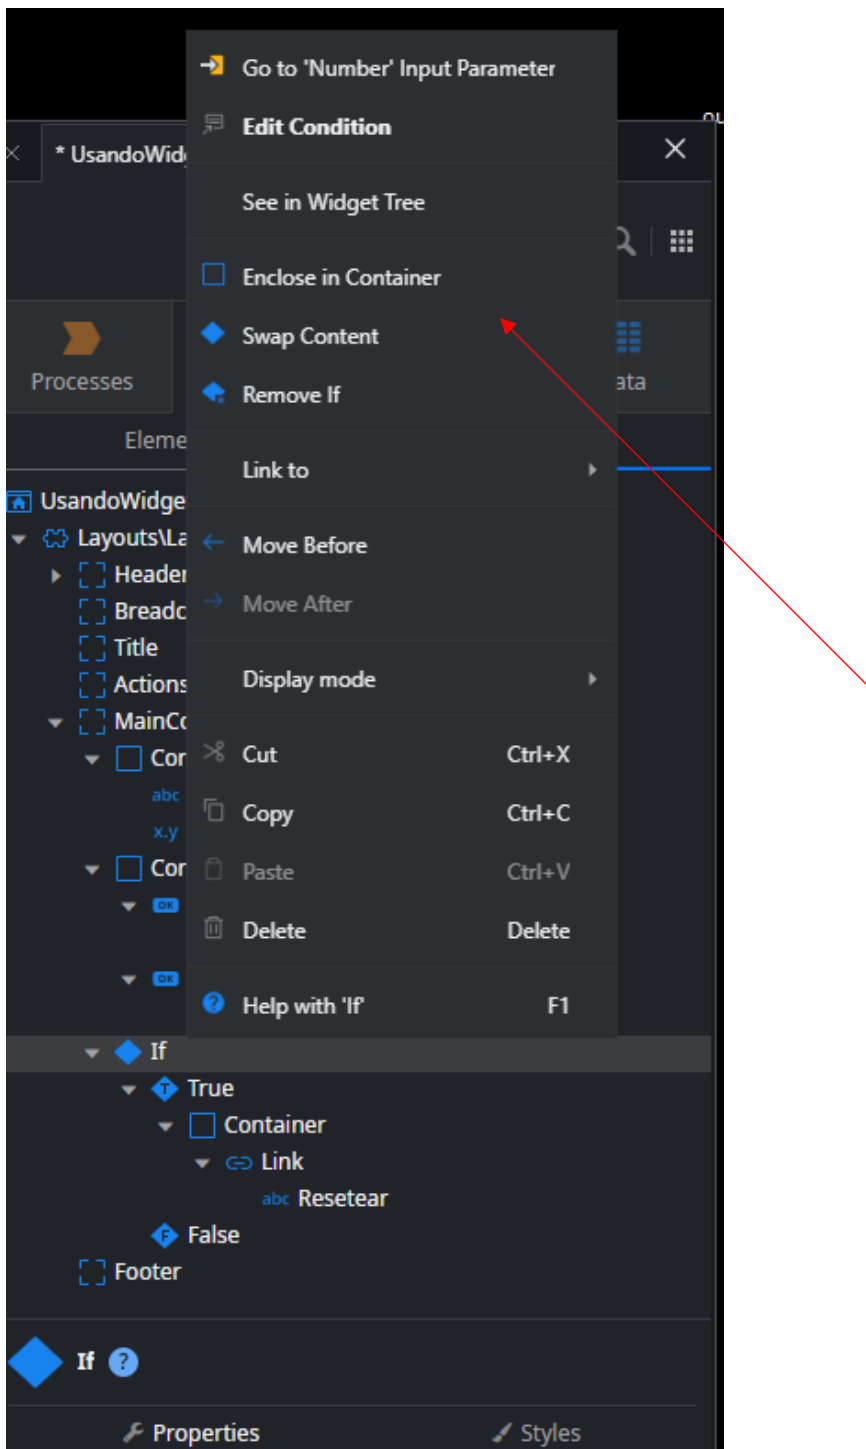 Go to 'Number' Input Parameter
Edit Condition
* UsandoWid
See in Widget Tree
Enclose in Container
Swap Content
Processes
ata
Remove If
Eleme
Link to
UsandoWidge
Layouts\La
Move Before
Header
Breadc
Move After
Title
Actions
Display mode
MainCo
Cor
Cut Ctrl+X
abc
Copy Ctrl+C
x.y
Cor
Paste Ctrl+V
OK
Delete Delete
OK
Help with 'If' F1
If
T True
Container
Link
abc Resetear
F False
Footer
If ?
Properties Styles